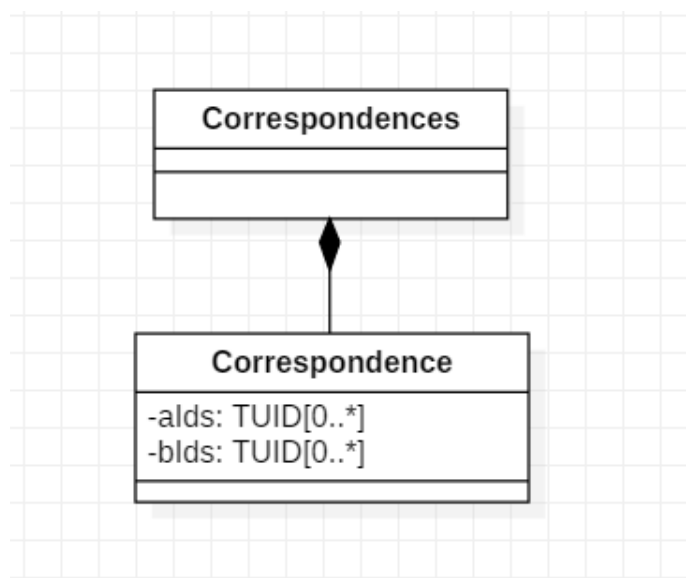 Correspondences
Correspondence
-aIds: TUID[0..*]
-bIds: TUID[0..*]